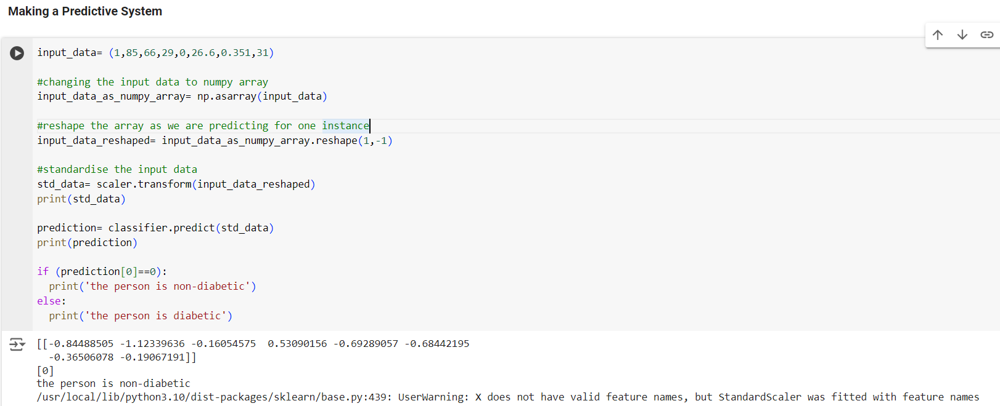 Making a Predictive System
input_data= (1,85,66,29,0,26.6,0.351,31)
#changing the input data to numpy array
input_data_as_numpy_array= np.asarray(input_data)
#reshape the array as we are predicting for one instance
input_data_reshaped= input_data_as_numpy_array.reshape(1,-1)
#standardise the input data
std_data= scaler.transform(input_data_reshaped)
print(std_data)
prediction= classifier.predict(std_data)
print(prediction)
if (prediction[0]==0):
  print('the person is non-diabetic')
else:
  print('the person is diabetic')
[[-0.84488505 -1.12339636 -0.16054575  0.53090156 -0.69289057 -0.68442195
  -0.36506078 -0.19067191]]
[0]
the person is non-diabetic
/usr/local/lib/python3.10/dist-packages/sklearn/base.py:439: UserWarning: X does not have valid feature names, but StandardScaler was fitted with feature names